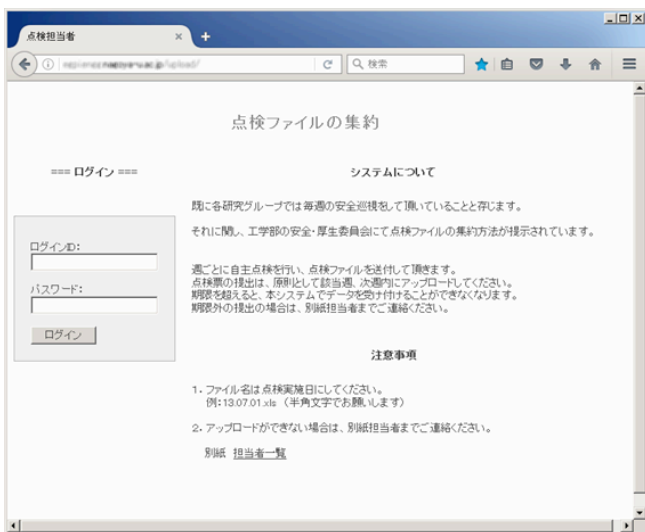 点検担当者
検索
点検ファイルの集約
=== ログイン ===
ログインID:
パスワード:
ログイン
システムについて
既に各研究グループでは毎週の安全巡視をして頂いていることと存じます。
それに関し、工学部の安全・厚生委員会にて点検ファイルの集約方法が提示されています。
週ごとに自主点検を行い、点検ファイルを送付して頂きます。
点検票の提出は、原則として該当週、次週内にアップロードしてください。
期限を超えると、本システムでデータを受け付けることができなくなります。
期限外の提出の場合は、別紙担当者までご連絡ください。
注意事項
1. ファイル名は点検実施日にしてください。
例:13.07.01.xls （半角文字でお願いします）
2. アップロードができない場合は、別紙担当者までご連絡ください。
別紙 担当者一覧